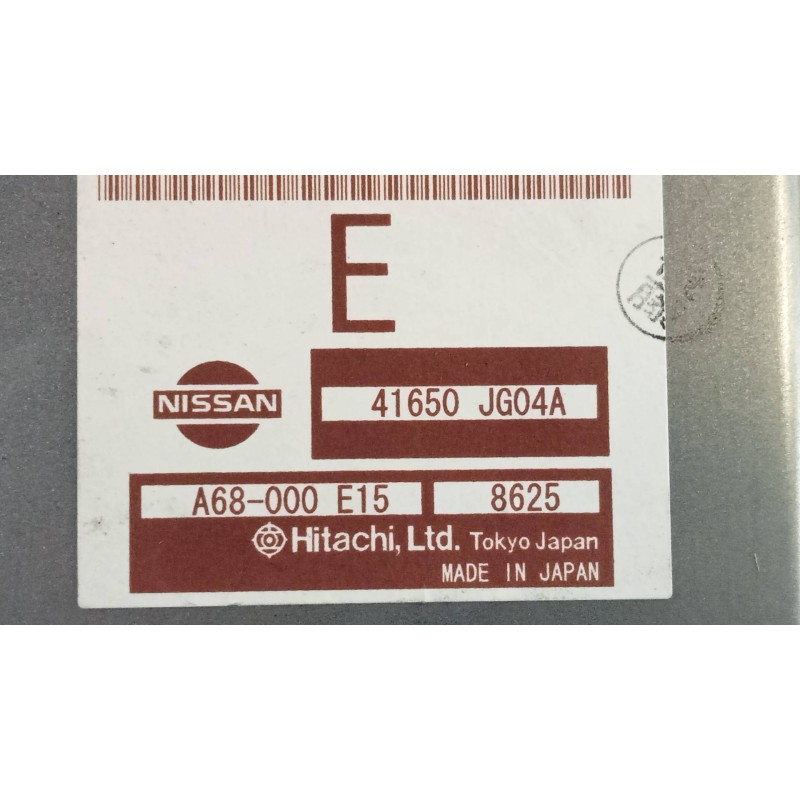 E
NISSAN
41650 JG04A
A68-000 E15 8625
Hitachi, Ltd. Tokyo Japan
MADE IN JAPAN